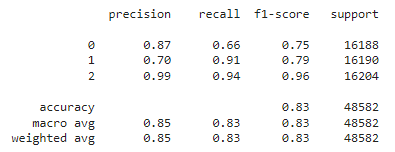 precision recall f1-score support
0 0.87 0.66 0.75 16188
1 0.70 0.91 0.79 16190
2 0.99 0.94 0.96 16204
accuracy 0.83 48582
macro avg 0.85 0.83 0.83 48582
weighted avg 0.85 0.83 0.83 48582